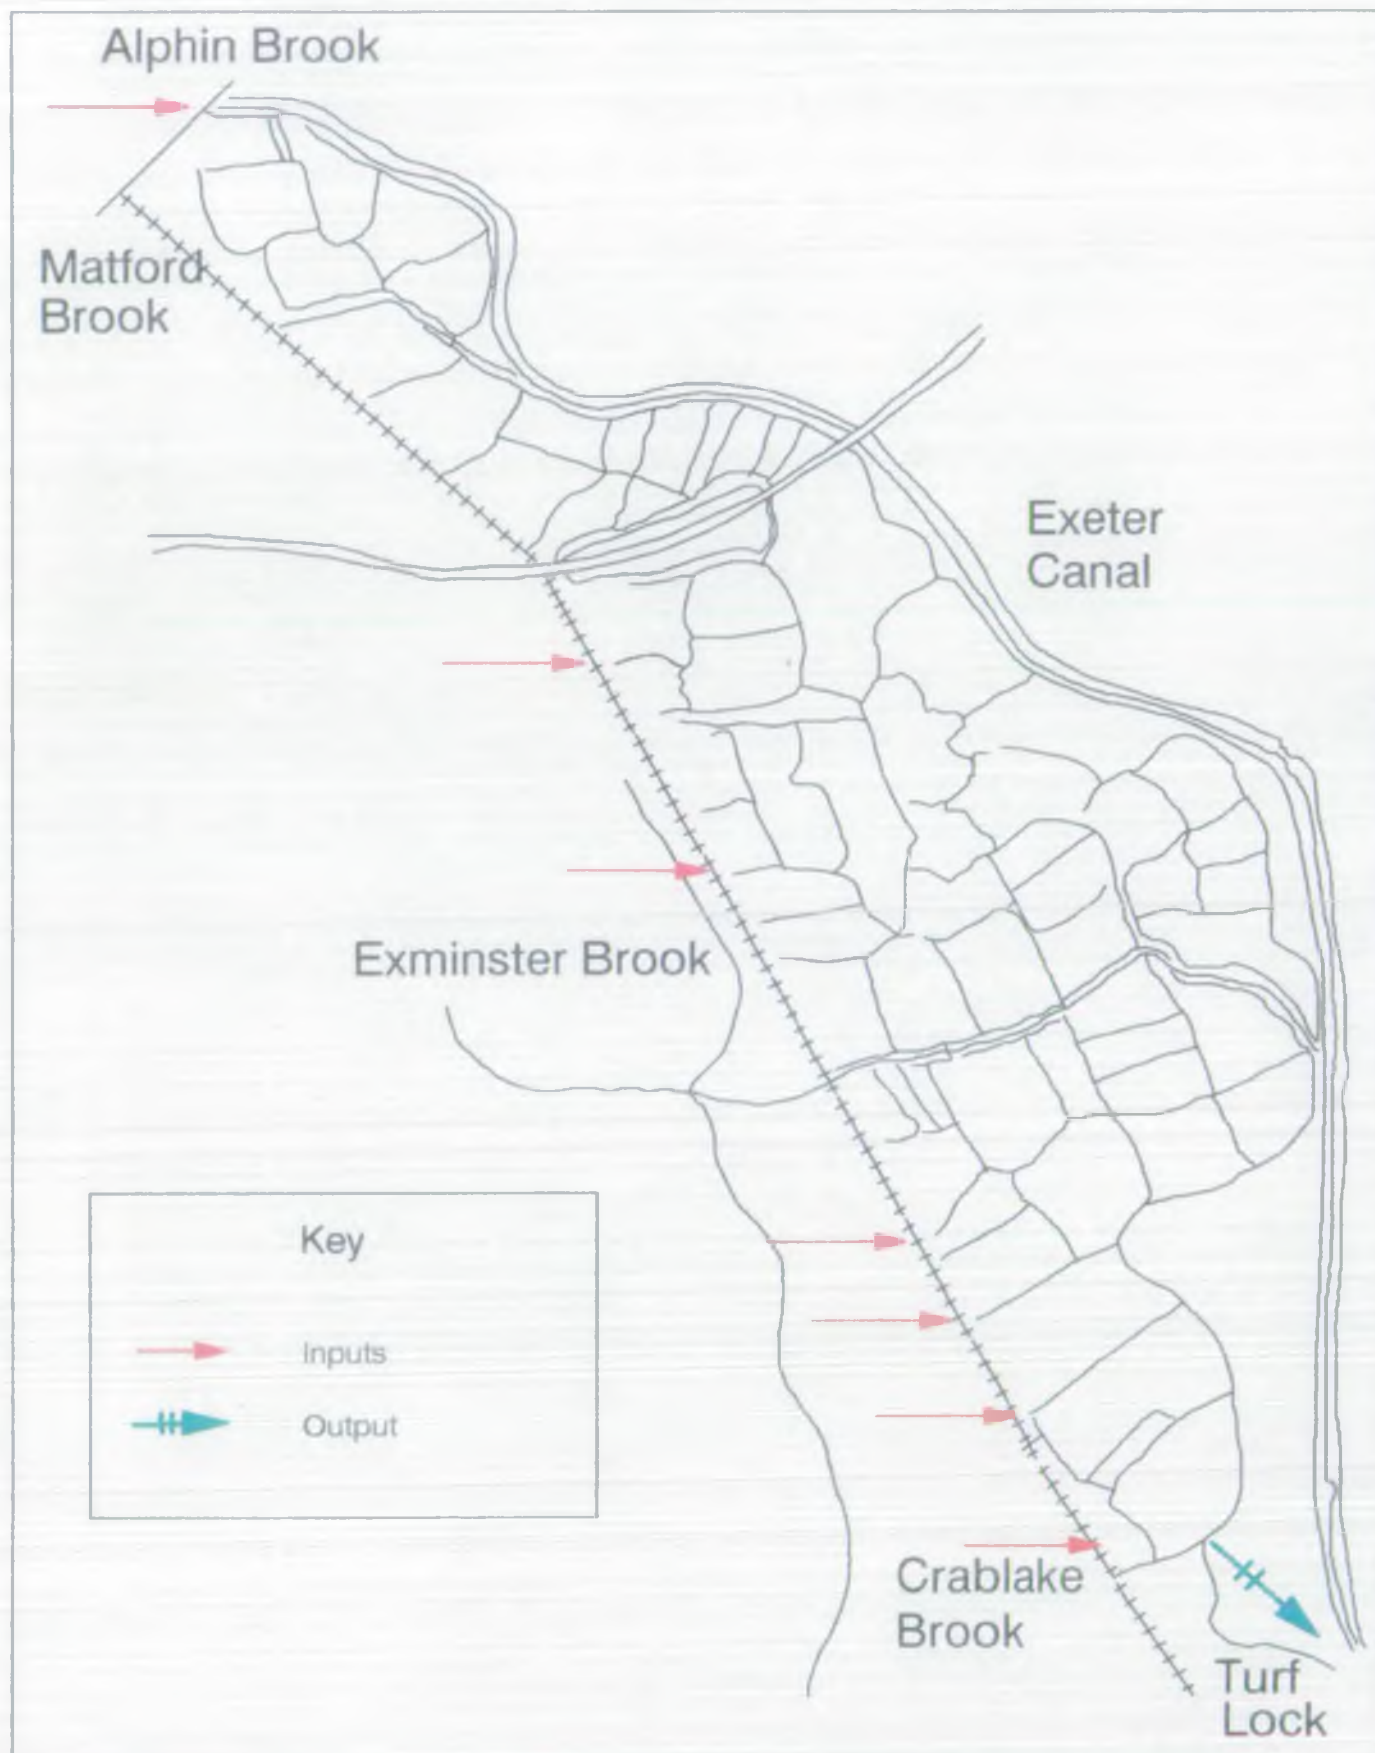 Alphin Brook
Matford
Brook
Exeter
Canal
Exminster Brook
Key
Inputs
Output
Crablake
Brook
Turf
Lock